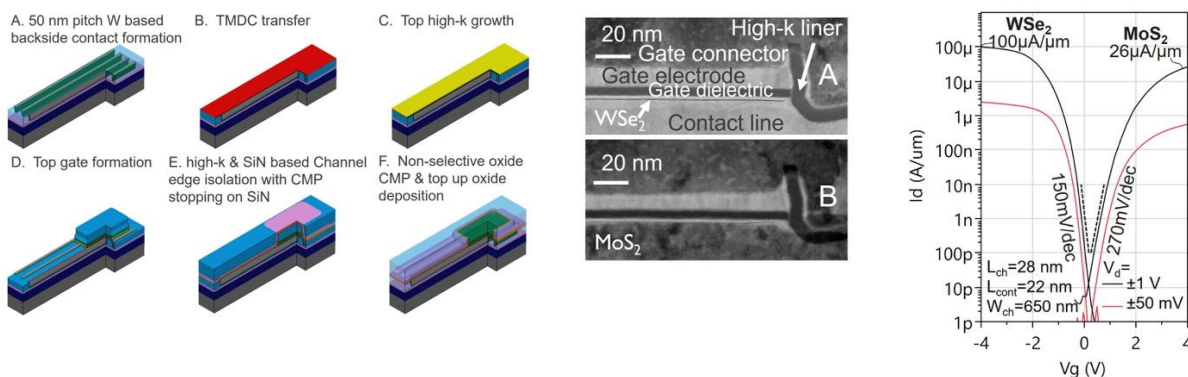 A. 50 nm pitch W based
backside contact formation
B. TMDC transfer
C. Top high-k growth
D. Top gate formation
E. high-k & SiN based Channel
edge isolation with CMP
stopping on SiN
F. Non-selective oxide
CMP & top up oxide
deposition
High-k liner
20 nm
Gate connector
A
Gate electrode
Gate dielectric
WSe₂
Contact line
20 nm
B
MoS₂
WSe₂
100µA/µm
MoS₂
26µA/µm
Id (A/um)
100µ
10µ
1µ
100n
10n
1n
100p
10p
1p
150mV/dec
270mV/dec
L_ch=28 nm
L_cont=22 nm
W_ch=650 nm
V_d=
±1 V
±50 mV
-4
-2
0
2
4
Vg (V)